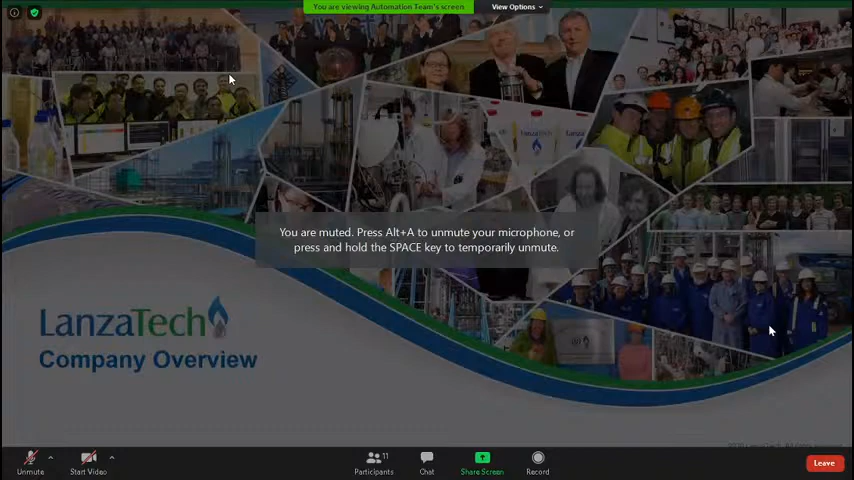 You are viewing Automation Team's screen
View Options
You are muted. Press Alt+A to unmute your microphone, or
press and hold the SPACE key to temporarily unmute.
LanzaTech
Company Overview
Unmute
Start Video
11
Participants
Chat
Share Screen
Record
Leave